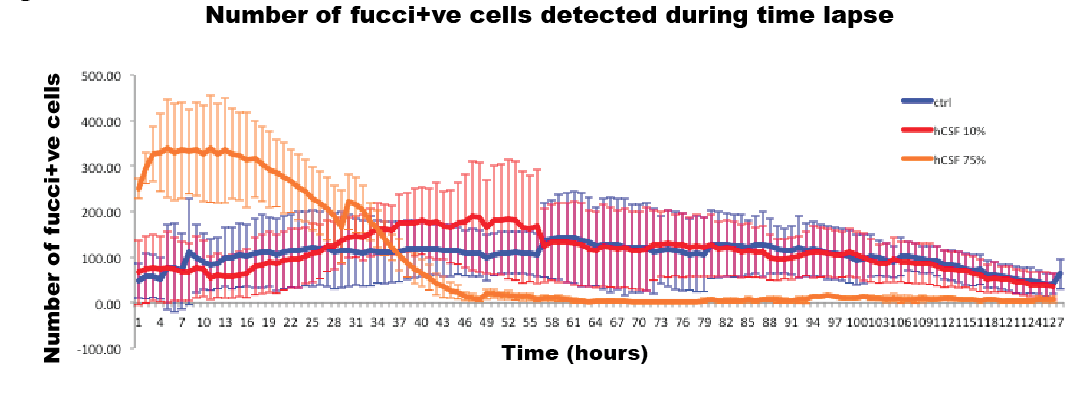 Number of fucci+ve cells detected during time lapse
Number of fucci+ve cells
500.00
400.00
300.00
200.00
100.00
0.00
-100.00
ctrl
hCSF 10%
hCSF 75%
1 4 7 10 13 16 19 22 25 28 31 34 37 40 43 46 49 52 55 58 61 64 67 70 73 76 79 82 85 88 91 94 97 100103106109112115118121124127
Time (hours)